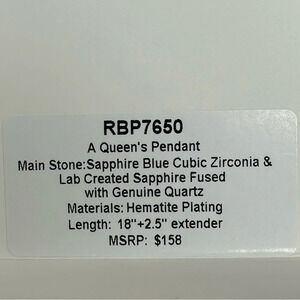 RBP7650
A Queen's Pendant
Main Stone:Sapphire Blue Cubic Zirconia &
Lab Created Sapphire Fused
with Genuine Quartz
Materials: Hematite Plating
Length: 18"+2.5" extender
MSRP: $158